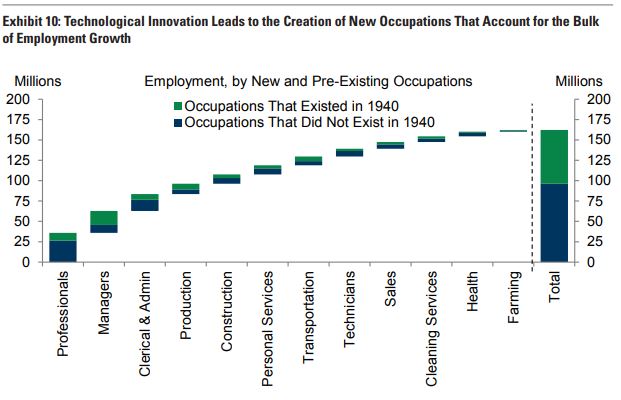 Exhibit 10: Technological Innovation Leads to the Creation of New Occupations That Account for the Bulk
of Employment Growth
Millions
Employment, by New and Pre-Existing Occupations
Millions
Occupations That Existed in 1940
Occupations That Did Not Exist in 1940
200
175
150
125
100
75
50
25
0
200
175
150
125
100
75
50
25
0
Professionals
Managers
Clerical & Admin
Production
Construction
Personal Services
Transportation
Technicians
Sales
Cleaning Services
Health
Farming
Total